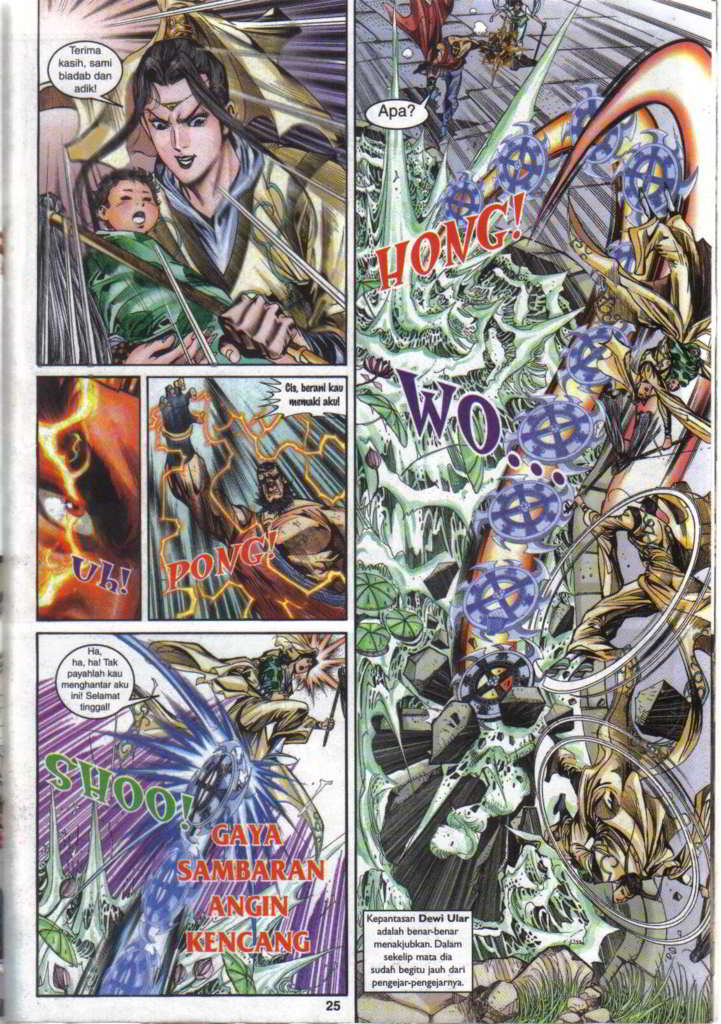 Terima
kasih, sami
biadab dan
adik!
Uh!
Cis, berani kau
memaki aku!
PONG!
Ha,
ha, ha! Tak
payahlah kau
menghantar aku
ini! Selamat
tinggal!
SHOO!
GAYA
SAMBARAN
ANGIN
KENCANG
Apa?
HONG!
WO...
Kepantasan Dewi Ular
adalah benar-benar
menakjubkan. Dalam
sekelip mata dia
sudah begitu jauh dari
pengejar-pengejarnya.
25